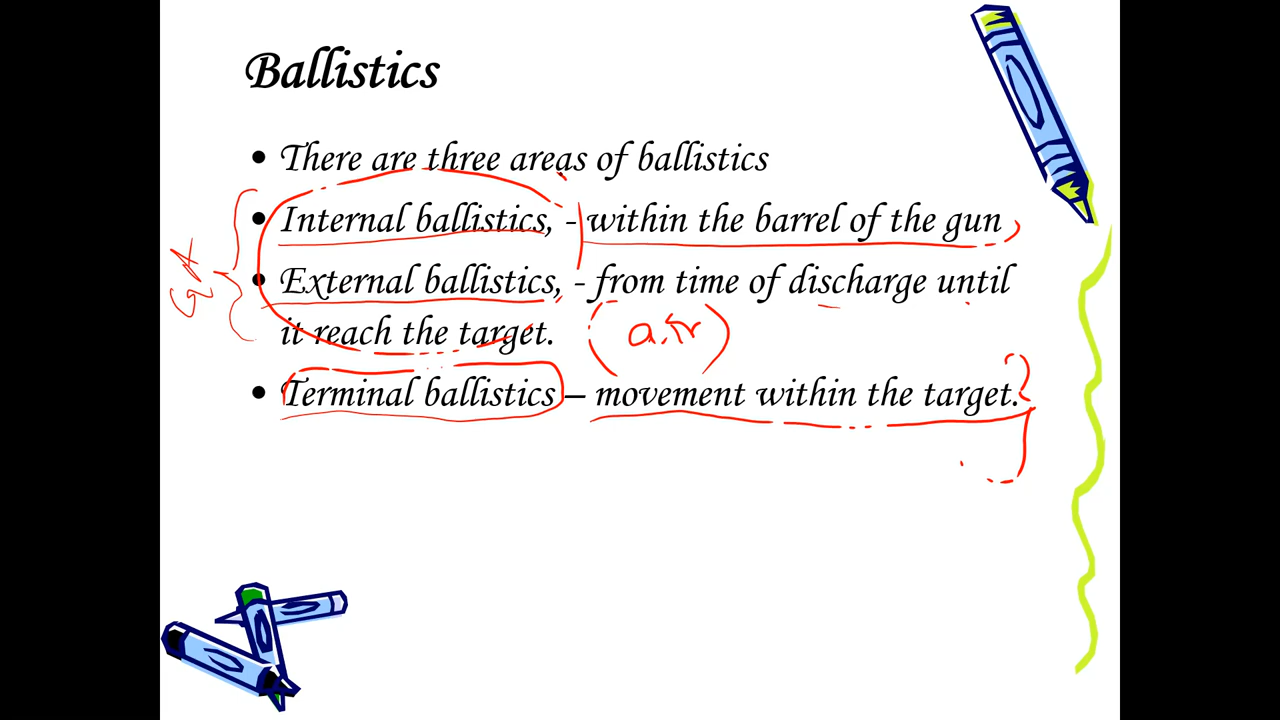 Ballistics
• There are three areas of ballistics
• Internal ballistics, - within the barrel of the gun
• External ballistics, - from time of discharge until
it reach the target. (air)
• Terminal ballistics – movement within the target.